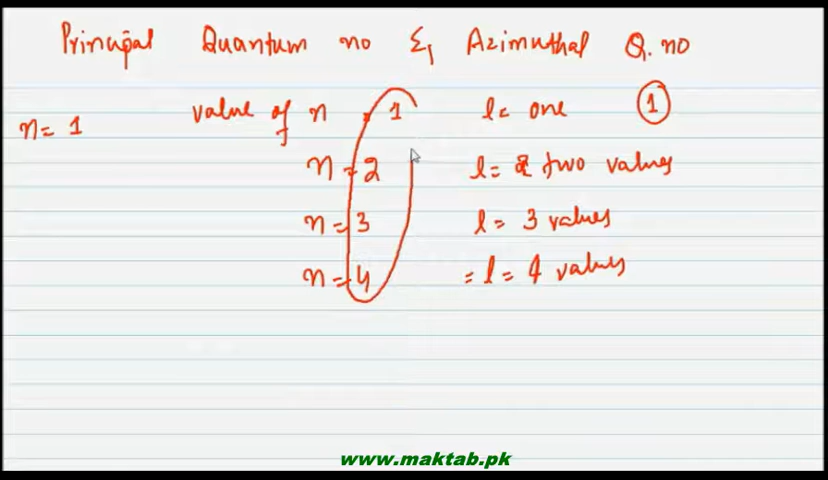 Principal Quantum no & Azimuthal Q. no
value of n = 1 l = one 1
n = 1
n = 2 l = two values
n = 3 l = 3 values
n = 4 = l = 4 values
www.maktab.pk